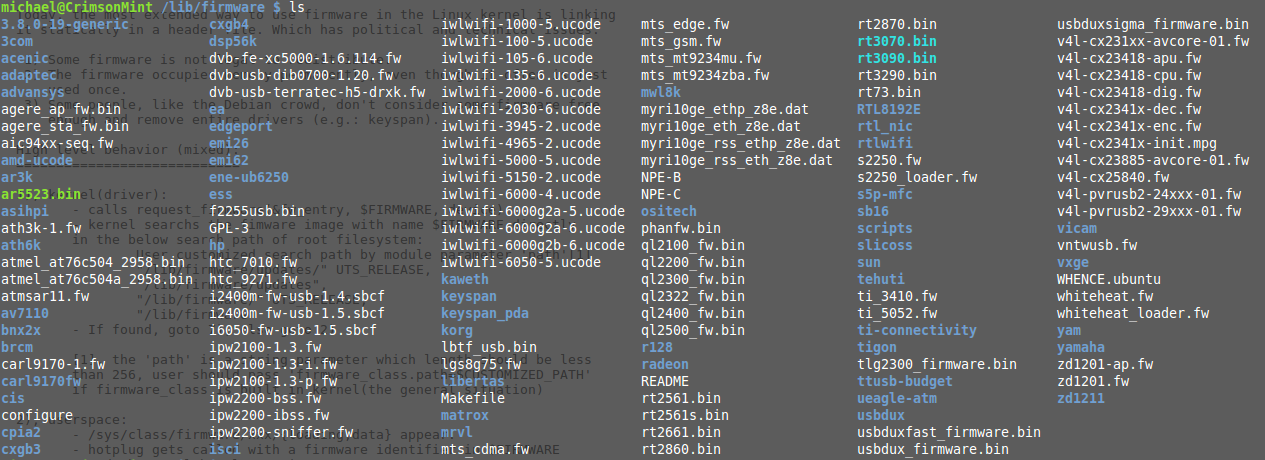 michael@CrimsonMint /lib/firmware $ ls
3.8.0-19-generic cxgb4 iwlwifi-1000-5.ucode mts_edge.fw rt2870.bin usbduxsigma_firmware.bin
3com dsp56k iwlwifi-100-5.ucode mts_gsm.fw rt3070.bin v4l-cx231xx-avcore-01.fw
acenic dvb-fe-xc5000-1.6.114.fw iwlwifi-105-6.ucode mts_mt9234mu.fw rt3090.bin v4l-cx23418-apu.fw
adaptec dvb-usb-dib0700-1.20.fw iwlwifi-135-6.ucode mts_mt9234zba.fw rt3290.bin v4l-cx23418-cpu.fw
advansys dvb-usb-terratec-h5-drxk.fw iwlwifi-2000-6.ucode mwl8k rt73.bin v4l-cx23418-dig.fw
agere_ap_fw.bin ea iwlwifi-2030-6.ucode myri10ge_ethp_z8e.dat RTL8192E v4l-cx2341x-dec.fw
agere_sta_fw.bin edgeport iwlwifi-3945-2.ucode myri10ge_eth_z8e.dat rtl_nic v4l-cx2341x-enc.fw
aic94xx-seq.fw emi26 iwlwifi-4965-2.ucode myri10ge_rss_ethp_z8e.dat rtlwifi v4l-cx2341x-init.mpg
amd-ucode emi62 iwlwifi-5000-5.ucode myri10ge_rss_eth_z8e.dat s2250.fw v4l-cx23885-avcore-01.fw
ar3k ene-ub6250 iwlwifi-5150-2.ucode NPE-B s2250_loader.fw v4l-cx25840.fw
ar5523.bin ess iwlwifi-6000-4.ucode NPE-C s5p-mfc v4l-pvrusb2-24xxx-01.fw
asihpi f2255usb.bin iwlwifi-6000g2a-5.ucode ositech sb16 v4l-pvrusb2-29xxx-01.fw
ath3k-1.fw GPL-3 iwlwifi-6000g2a-6.ucode phanfw.bin scripts vicam
ath6k hp iwlwifi-6000g2b-6.ucode ql2100_fw.bin slicoss vntwusb.fw
atmel_at76c504_2958.bin htc_7010.fw iwlwifi-6050-5.ucode ql2200_fw.bin sun vxge
atmel_at76c504a_2958.bin htc_9271.fw kaweth ql2300_fw.bin tehuti WHENCE.ubuntu
atmsar11.fw i2400m-fw-usb-1.4.sbcf keyspan ql2322_fw.bin ti_3410.fw whiteheat.fw
av7110 i2400m-fw-usb-1.5.sbcf keyspan_pda ql2400_fw.bin ti_5052.fw whiteheat_loader.fw
bnx2x i6050-fw-usb-1.5.sbcf korg ql2500_fw.bin ti-connectivity yam
brcm ipw2100-1.3.fw lbtf_usb.bin r128 tigon yamaha
carl9170-1.fw ipw2100-1.3-i.fw lgs8g75.fw radeon tlg2300_firmware.bin zd1201-ap.fw
carl9170fw ipw2100-1.3-p.fw libertas README ttusb-budget zd1201.fw
cis ipw2200-bss.fw Makefile rt2561.bin ueagle-atm zd1211
configure ipw2200-ibss.fw matrox rt2561s.bin usbdux
cpia2 ipw2200-sniffer.fw mrvl rt2661.bin usbduxfast_firmware.bin
cxgb3 isci mts_cdma.fw rt2860.bin usbdux_firmware.bin